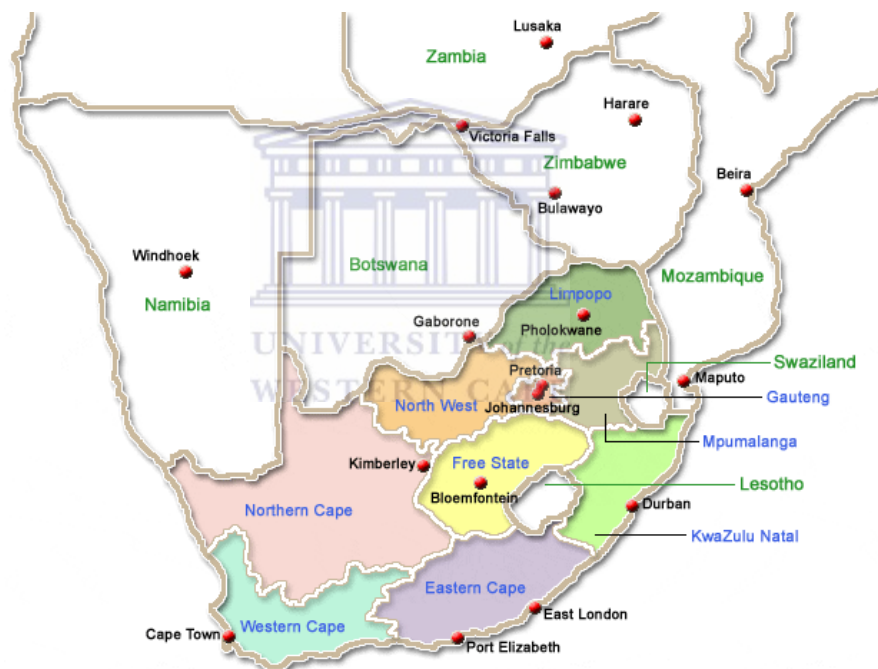 Lusaka
Zambia
Harare
Victoria Falls
Zimbabwe
Beira
Bulawayo
Windhoek
Botswana
Mozambique
Namibia
Limpopo
Gaborone
Pholokwane
UNIVERSITY of the
WESTERN CAPE
Pretoria
Swaziland
Maputo
Gauteng
North West
Johannesburg
Mpumalanga
Kimberley
Free State
Lesotho
Bloemfontein
Northern Cape
Durban
KwaZulu Natal
Eastern Cape
East London
Western Cape
Cape Town
Port Elizabeth